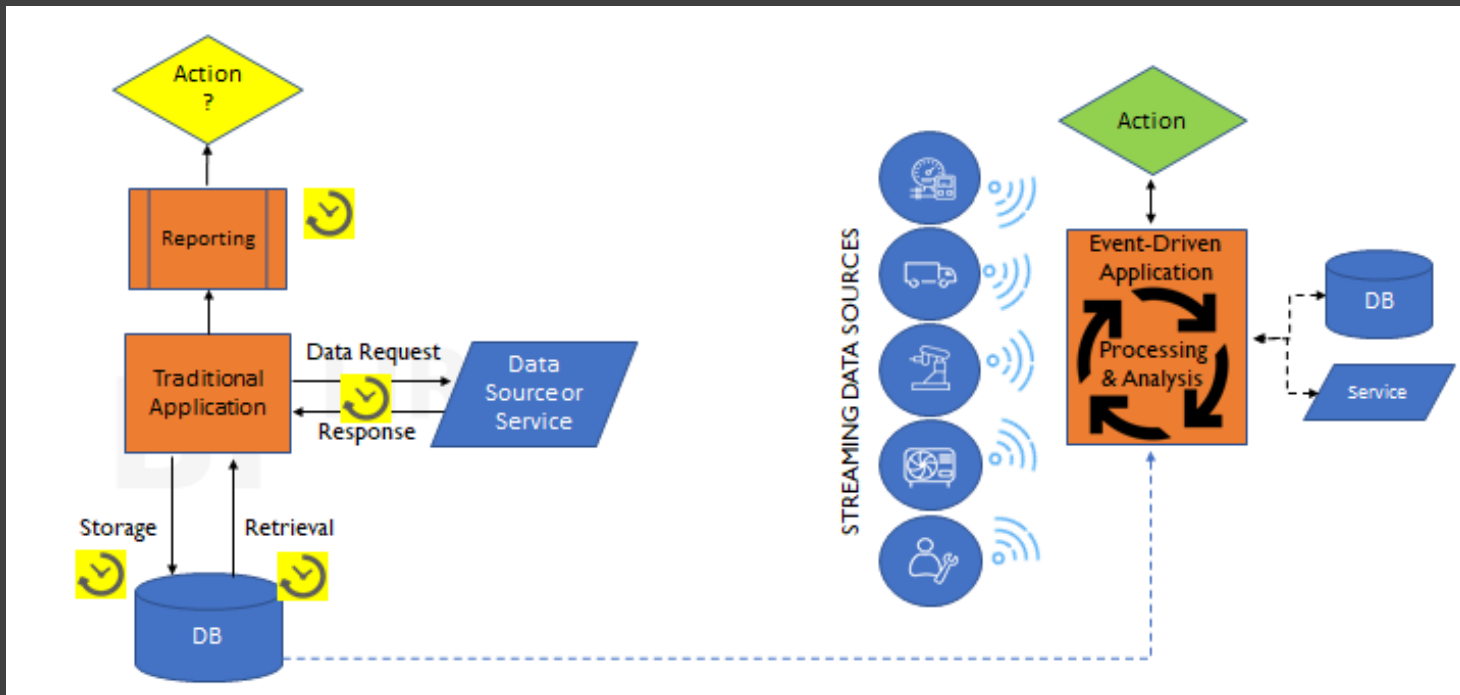 Action
?
Reporting
Traditional
Application
Data Request
Response
Data
Source or
Service
Storage
Retrieval
DB
STREAMING DATA SOURCES
Action
Event-Driven
Application
Processing
& Analysis
DB
Service